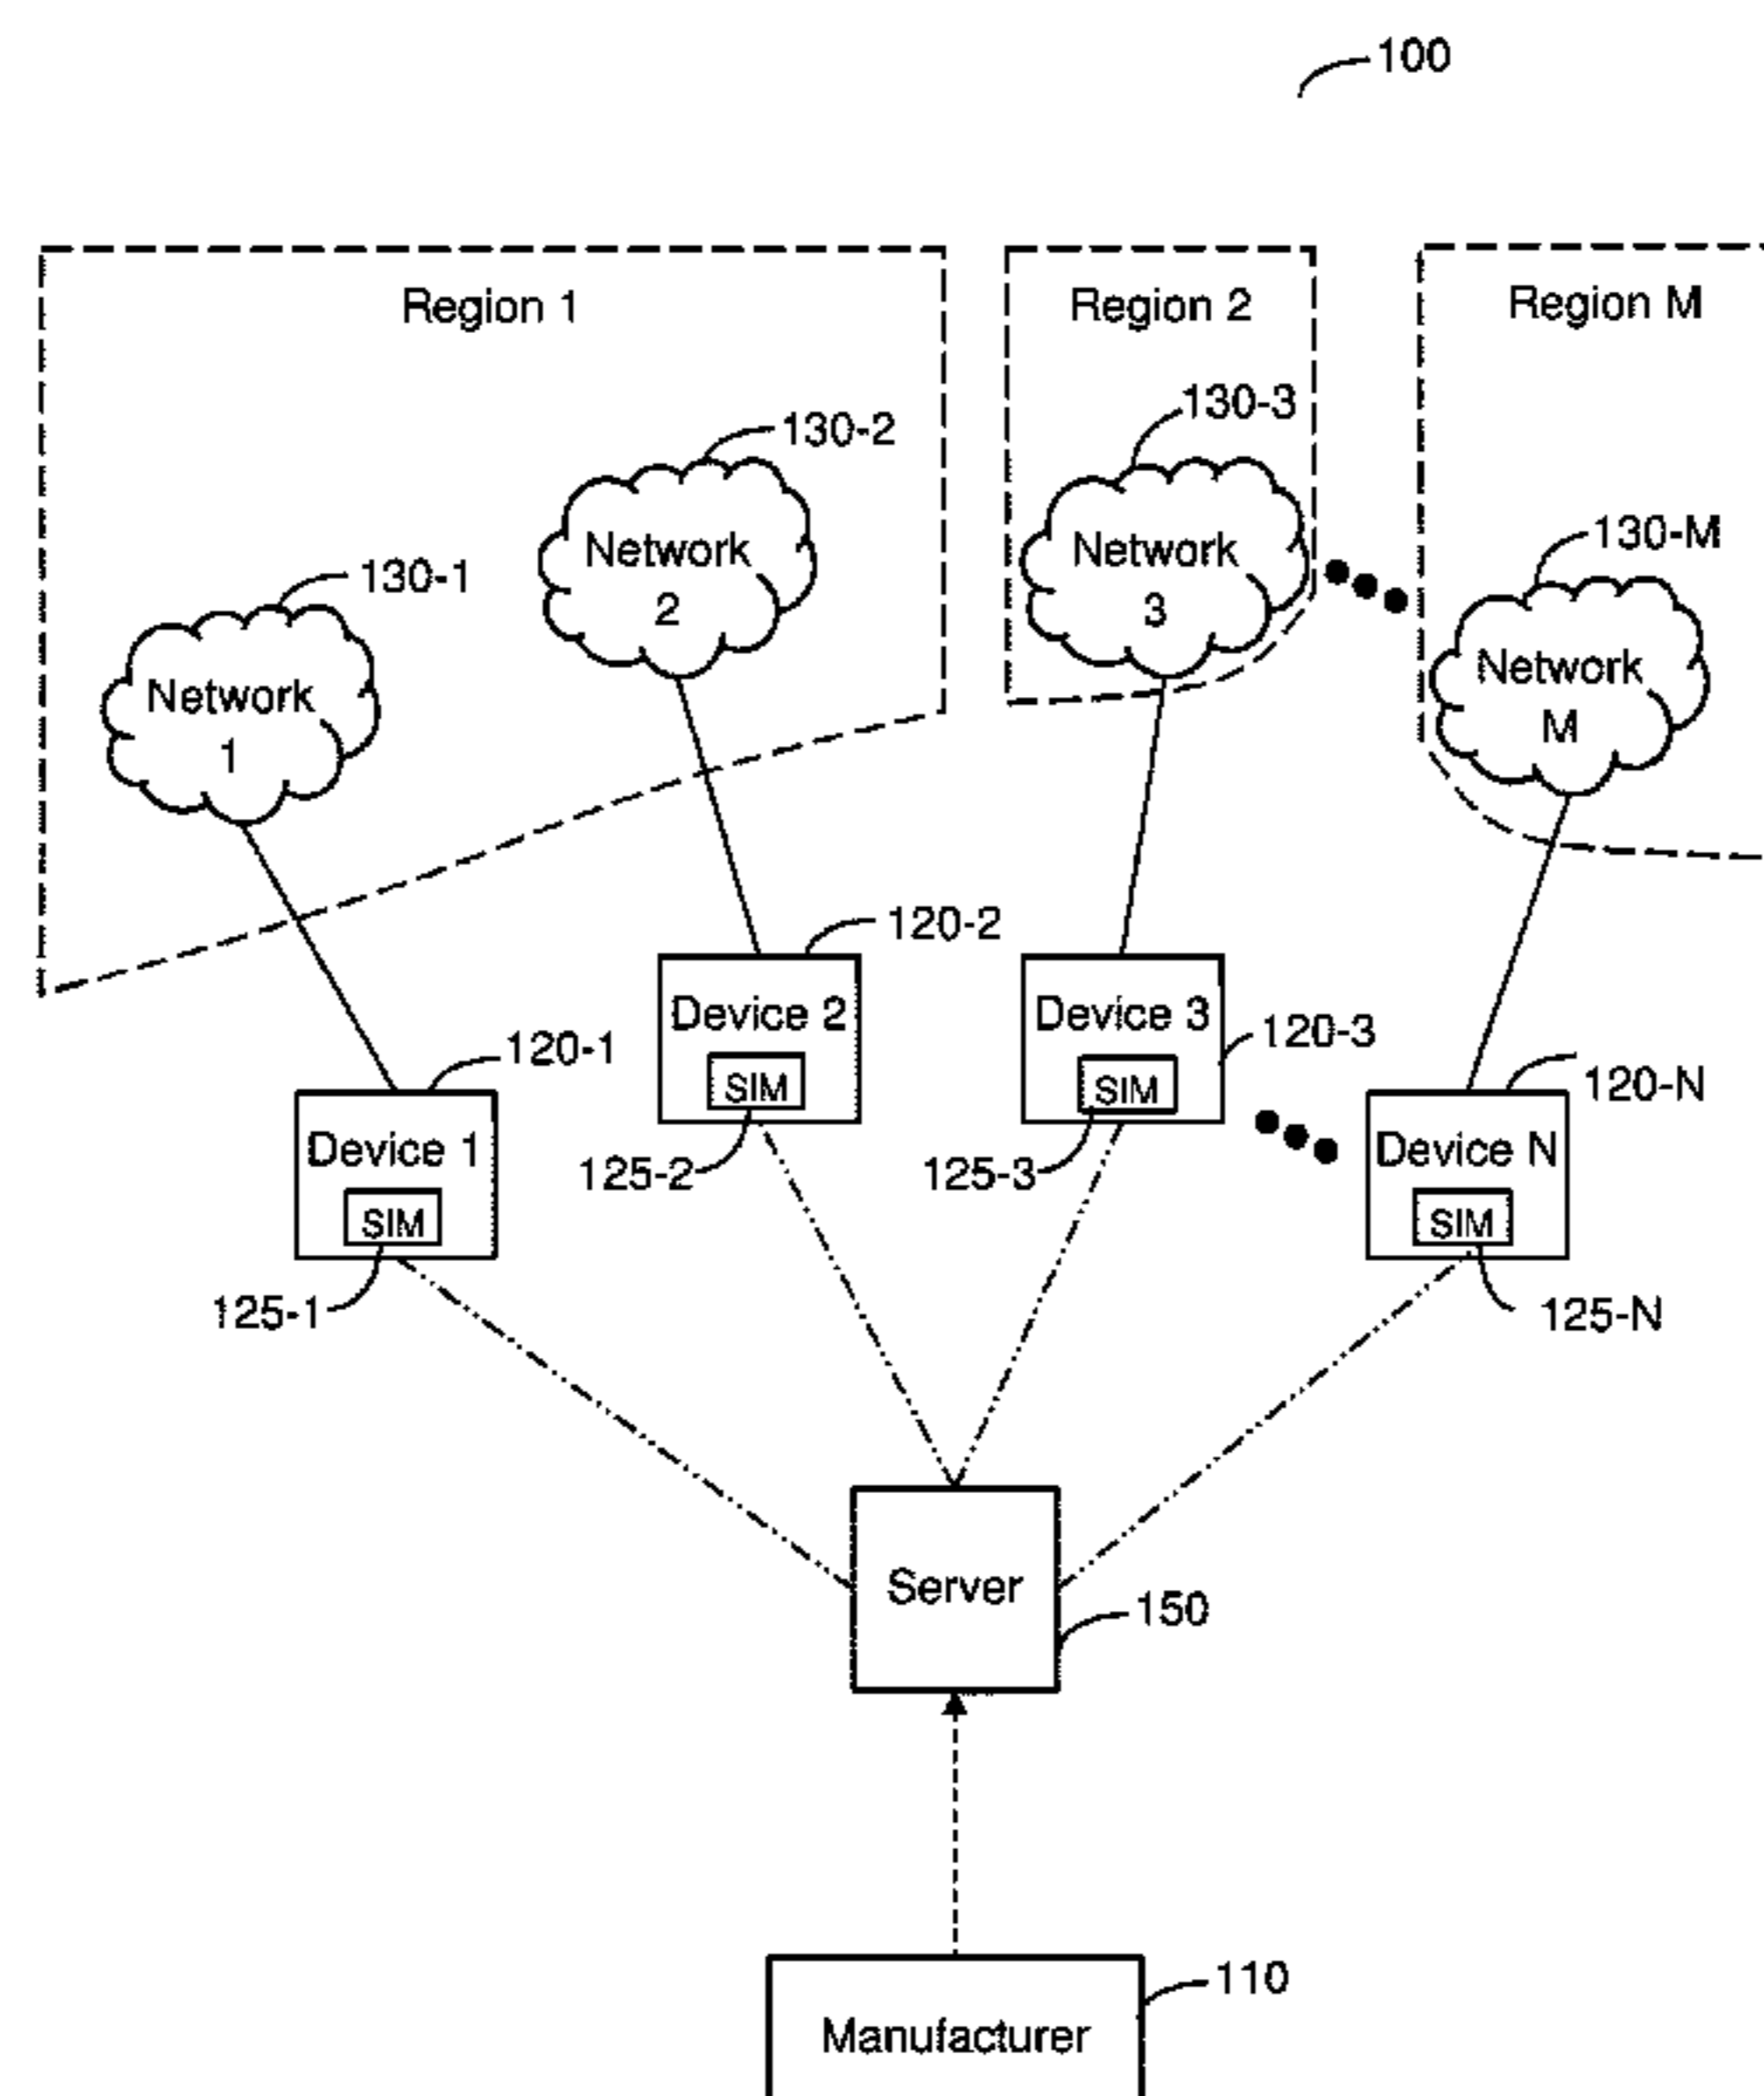 100
Region 1
Region 2
Region M
130-3
130-2
130-M
Network
2
Network
3
130-1
Network
M
Network
1
120-2
Device 2
SIM
Device 3
SIM
120-3
120-1
120-N
125-2
125-3
Device 1
SIM
Device N
SIM
125-1
125-N
Server
150
110
Manufacturer